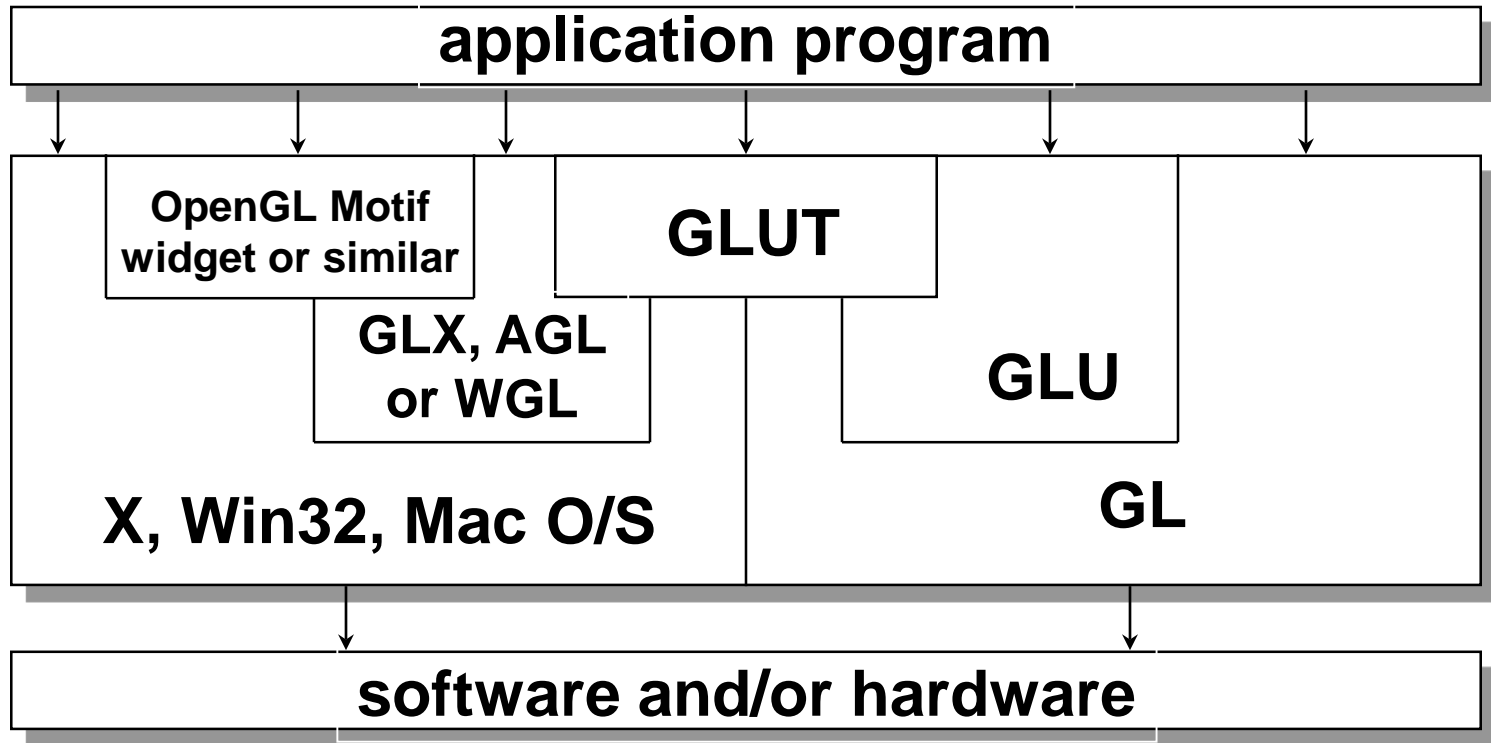 application program
OpenGL Motif
widget or similar
GLUT
GLX, AGL
or WGL
GLU
X, Win32, Mac O/S
GL
software and/or hardware